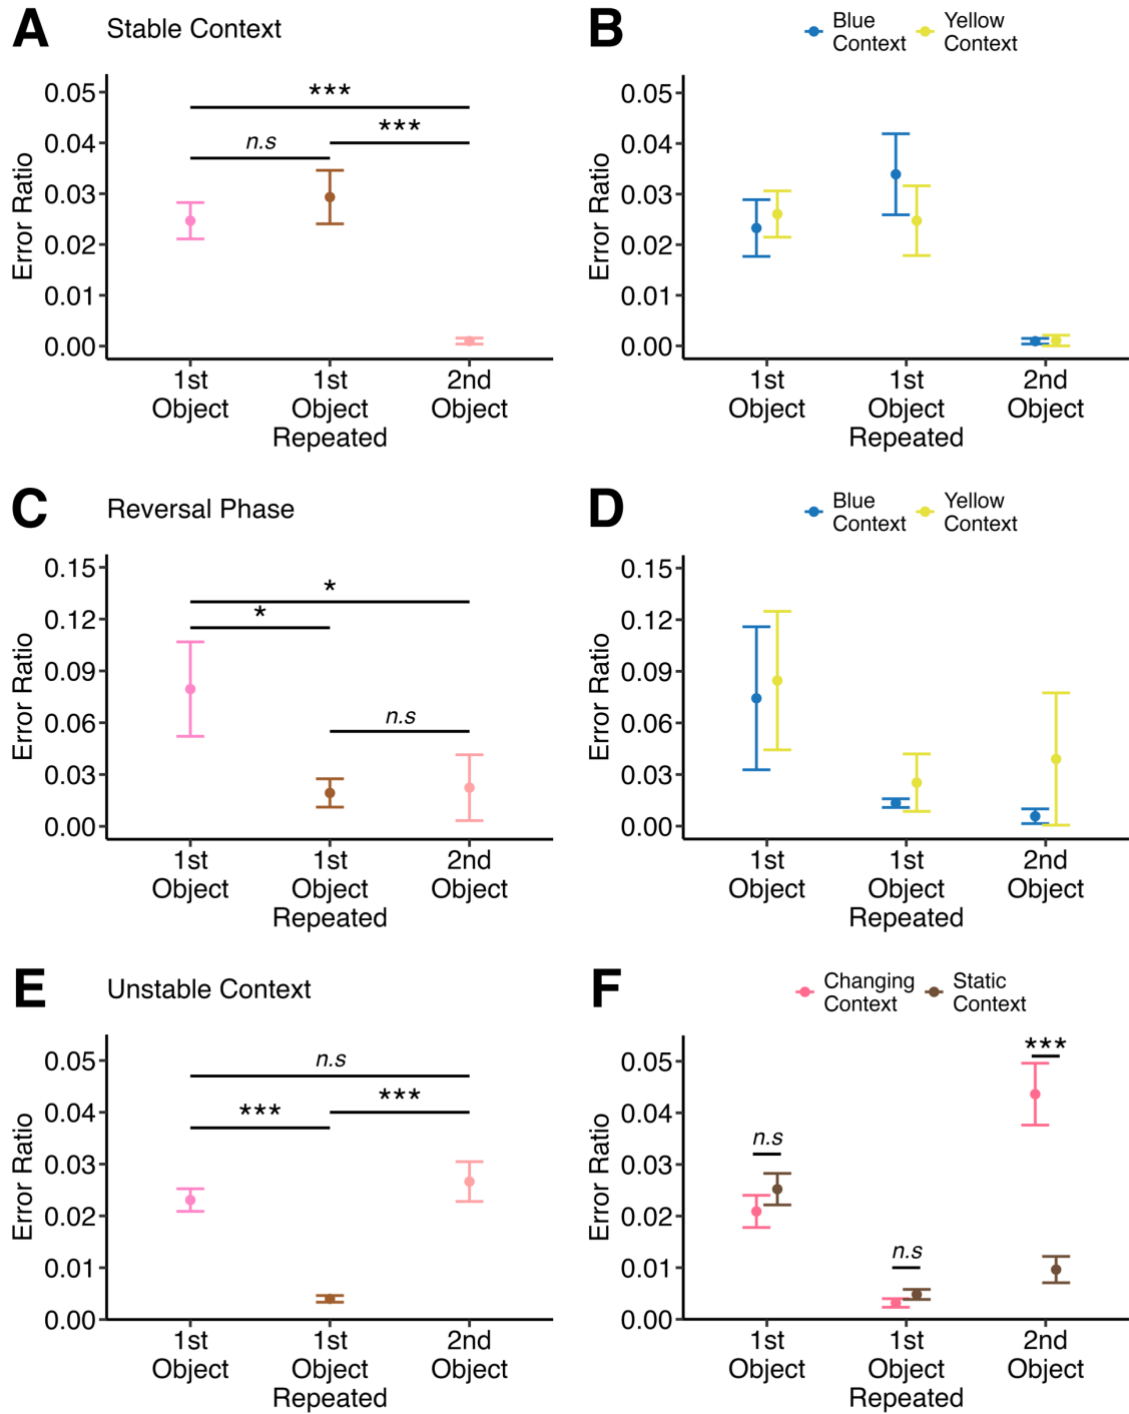 A
Stable Context
0.05
0.04
0.03
0.02
0.01
0.00
Error Ratio
***
n.s
***
1st
Object
1st
Object
Repeated
2nd
Object
B
Blue
Context
Yellow
Context
0.05
0.04
0.03
0.02
0.01
0.00
Error Ratio
1st
Object
1st
Object
Repeated
2nd
Object
C
Reversal Phase
0.15
0.12
0.09
0.06
0.03
0.00
Error Ratio
*
*
n.s
1st
Object
1st
Object
Repeated
2nd
Object
D
Blue
Context
Yellow
Context
0.15
0.12
0.09
0.06
0.03
0.00
Error Ratio
1st
Object
1st
Object
Repeated
2nd
Object
E
Unstable Context
0.05
0.04
0.03
0.02
0.01
0.00
Error Ratio
n.s
***
***
1st
Object
1st
Object
Repeated
2nd
Object
F
Changing
Context
Static
Context
0.05
0.04
0.03
0.02
0.01
0.00
Error Ratio
***
n.s
n.s
1st
Object
1st
Object
Repeated
2nd
Object